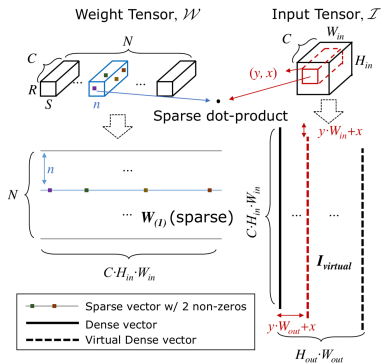 Weight Tensor, 𝒲
Input Tensor, ℐ
N
C
R
S
...
...
n
W_in
C
H_in
(y, x)
Sparse dot-product
n
...
N
... W_(1) (sparse)
C·H_in·W_in
y·W_in+x
C·H_in·W_in
...
...
I_virtual
y·W_out+x
H_out·W_out
Sparse vector w/ 2 non-zeros
Dense vector
Virtual Dense vector